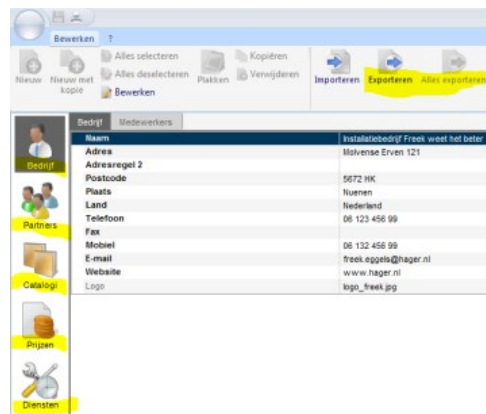 Bewerken ?
Nieuw
Nieuw met kopie
Alles selecteren
Alles deselecteren
Bewerken
Plakken
Kopiëren
Verwijderen
Importeren
Exporteren
Alles exporteren
Bedrijf Medewerkers
Bedrijf
Partners
Catalogi
Prijzen
Diensten
Naam Installatiebedrijf Freek weet het beter
Adres Molvense Erven 121
Adresregel 2
Postcode 5672 HK
Plaats Nuenen
Land Nederland
Telefoon 06 123 456 99
Fax
Mobiel 06 132 456 99
E-mail freek.eggels@hager.nl
Website www.hager.nl
Logo logo_freek.jpg